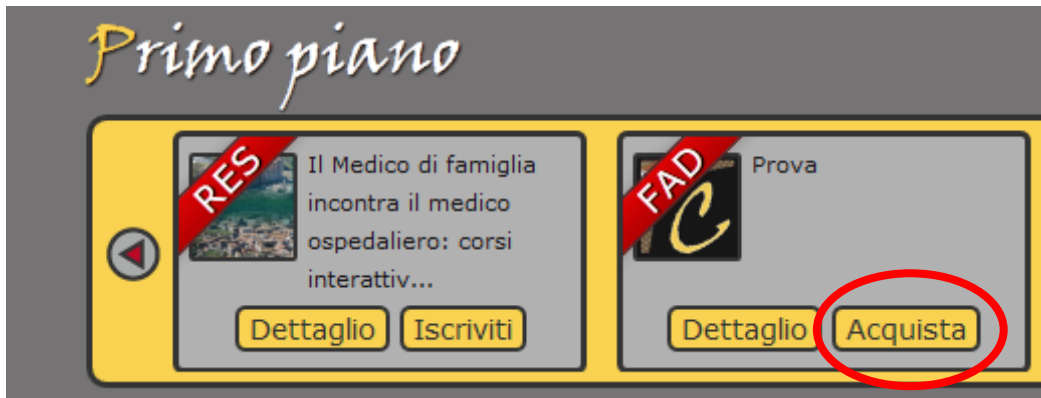 Primo piano
RES
Il Medico di famiglia
incontra il medico
ospedaliero: corsi
interattiv...
Dettaglio Iscriviti
FAD
C
Prova
Dettaglio Acquista